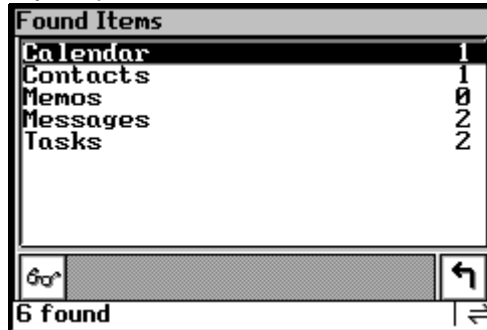 Found Items
Calendar 1
Contacts 1
Memos 0
Messages 2
Tasks 2
6 found